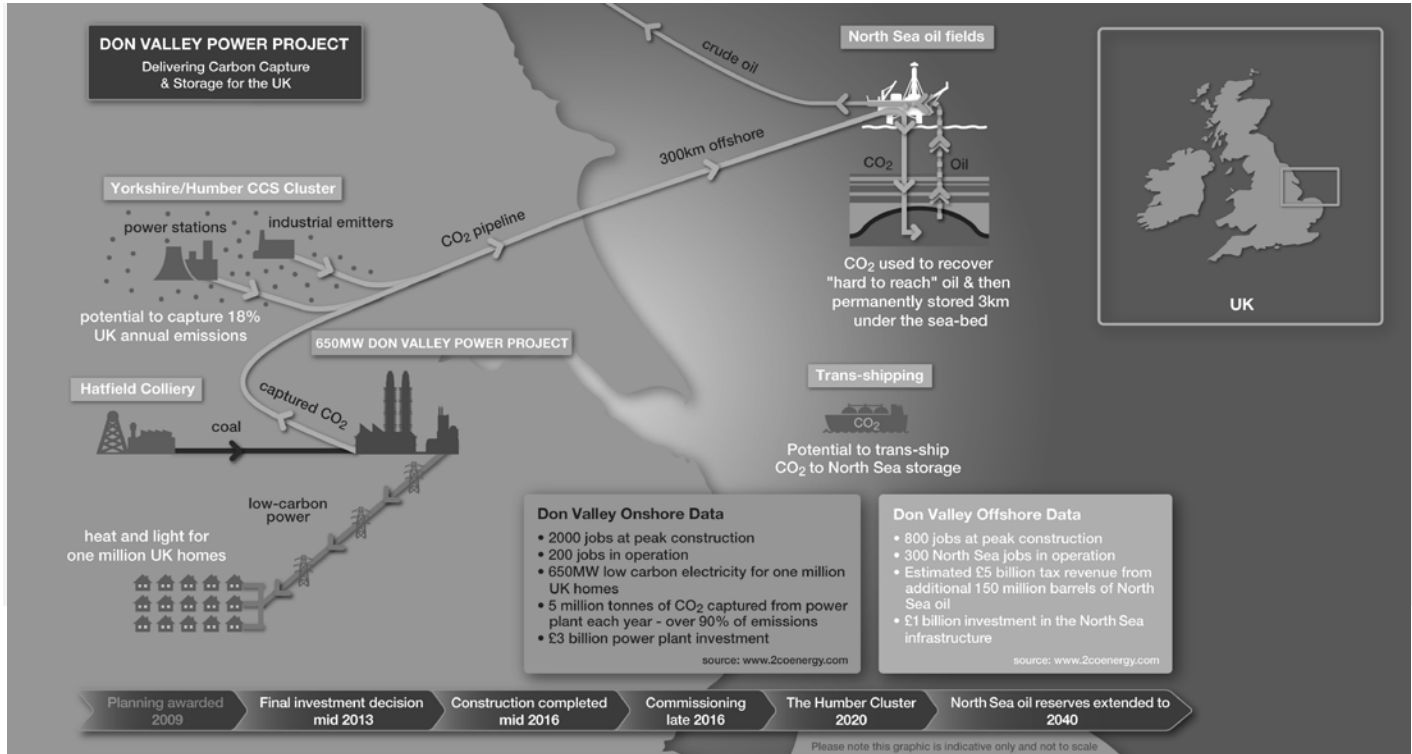 DON VALLEY POWER PROJECT
Delivering Carbon Capture
& Storage for the UK
crude oil
North Sea oil fields
300km offshore
CO₂
Oil
Yorkshire/Humber CCS Cluster
power stations
industrial emitters
CO₂ pipeline
potential to capture 18%
UK annual emissions
CO₂ used to recover
"hard to reach" oil & then
permanently stored 3km
under the sea-bed
UK
650MW DON VALLEY POWER PROJECT
Hatfield Colliery
captured CO₂
coal
Trans-shipping
CO₂
Potential to trans-ship
CO₂ to North Sea storage
low-carbon
power
heat and light for
one million UK homes
Don Valley Onshore Data
• 2000 jobs at peak construction
• 200 jobs in operation
• 650MW low carbon electricity for one million
UK homes
• 5 million tonnes of CO₂ captured from power
plant each year - over 90% of emissions
• £3 billion power plant investment
source: www.2coenergy.com
Don Valley Offshore Data
• 800 jobs at peak construction
• 300 North Sea jobs in operation
• Estimated £5 billion tax revenue from
additional 150 million barrels of North
Sea oil
• £1 billion investment in the North Sea
infrastructure
source: www.2coenergy.com
Planning awarded
2009
Final investment decision
mid 2013
Construction completed
mid 2016
Commissioning
late 2016
The Humber Cluster
2020
North Sea oil reserves extended to
2040
Please note this graphic is indicative only and not to scale